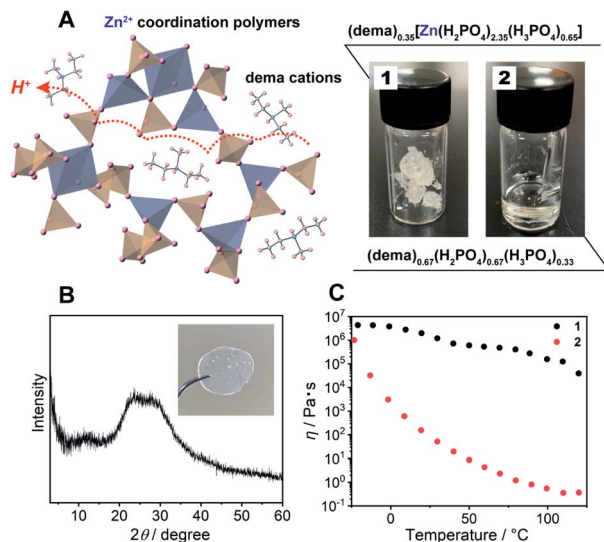 A
Zn²⁺ coordination polymers
dema cations
H⁺
(dema)₀.₃₅[Zn(H₂PO₄)₂.₃₅(H₃PO₄)₀.₆₅]
1
2
(dema)₀.₆₇(H₂PO₄)₀.₆₇(H₃PO₄)₀.₃₃
B
Intensity
10 20 30 40 50 60
2θ / degree
C
1
2
10⁷
10⁶
10⁵
10⁴
10³
10²
10¹
10⁰
10⁻¹
η / Pa·s
0 50 100
Temperature / °C